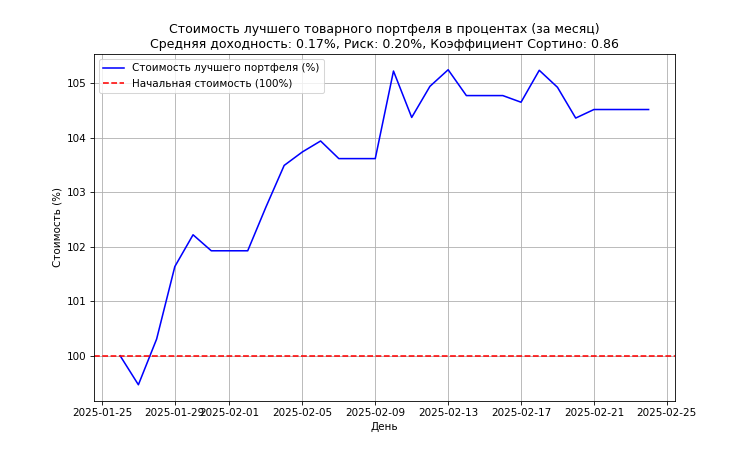 Стоимость лучшего товарного портфеля в процентах (за месяц)
Средняя доходность: 0.17%, Риск: 0.20%, Коэффициент Сортино: 0.86
Стоимость лучшего портфеля (%)
Начальная стоимость (100%)
Стоимость (%)
105
104
103
102
101
100
2025-01-25 2025-01-29 2025-02-01 2025-02-05 2025-02-09 2025-02-13 2025-02-17 2025-02-21 2025-02-25
День